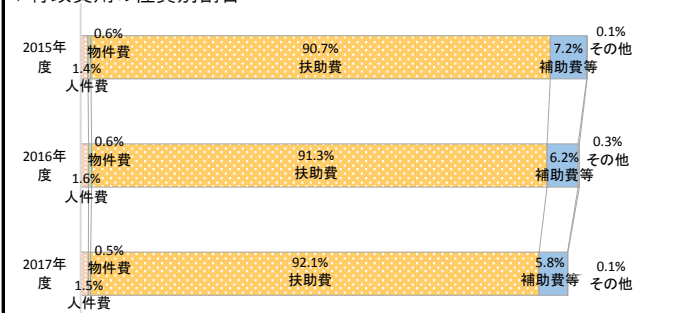 0.6%
90.7%
7.2%
0.1%
2015年度
物件費
扶助費
補助費等
その他
1.4%
人件費
0.6%
91.3%
6.2%
0.3%
2016年度
物件費
扶助費
補助費等
その他
1.6%
人件費
0.5%
92.1%
5.8%
0.1%
2017年度
物件費
扶助費
補助費等
その他
1.5%
人件費